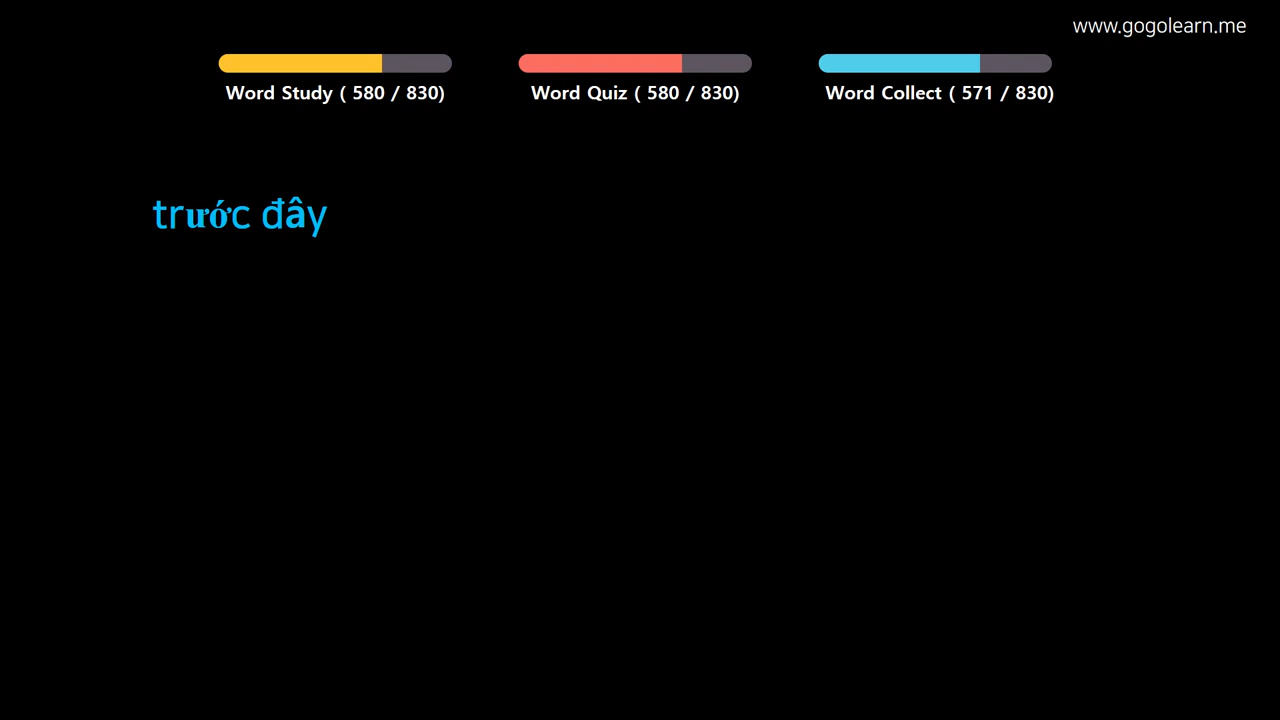 www.gogolearn.me
Word Study ( 580 / 830)
Word Quiz ( 580 / 830)
Word Collect ( 571 / 830)
trước đây